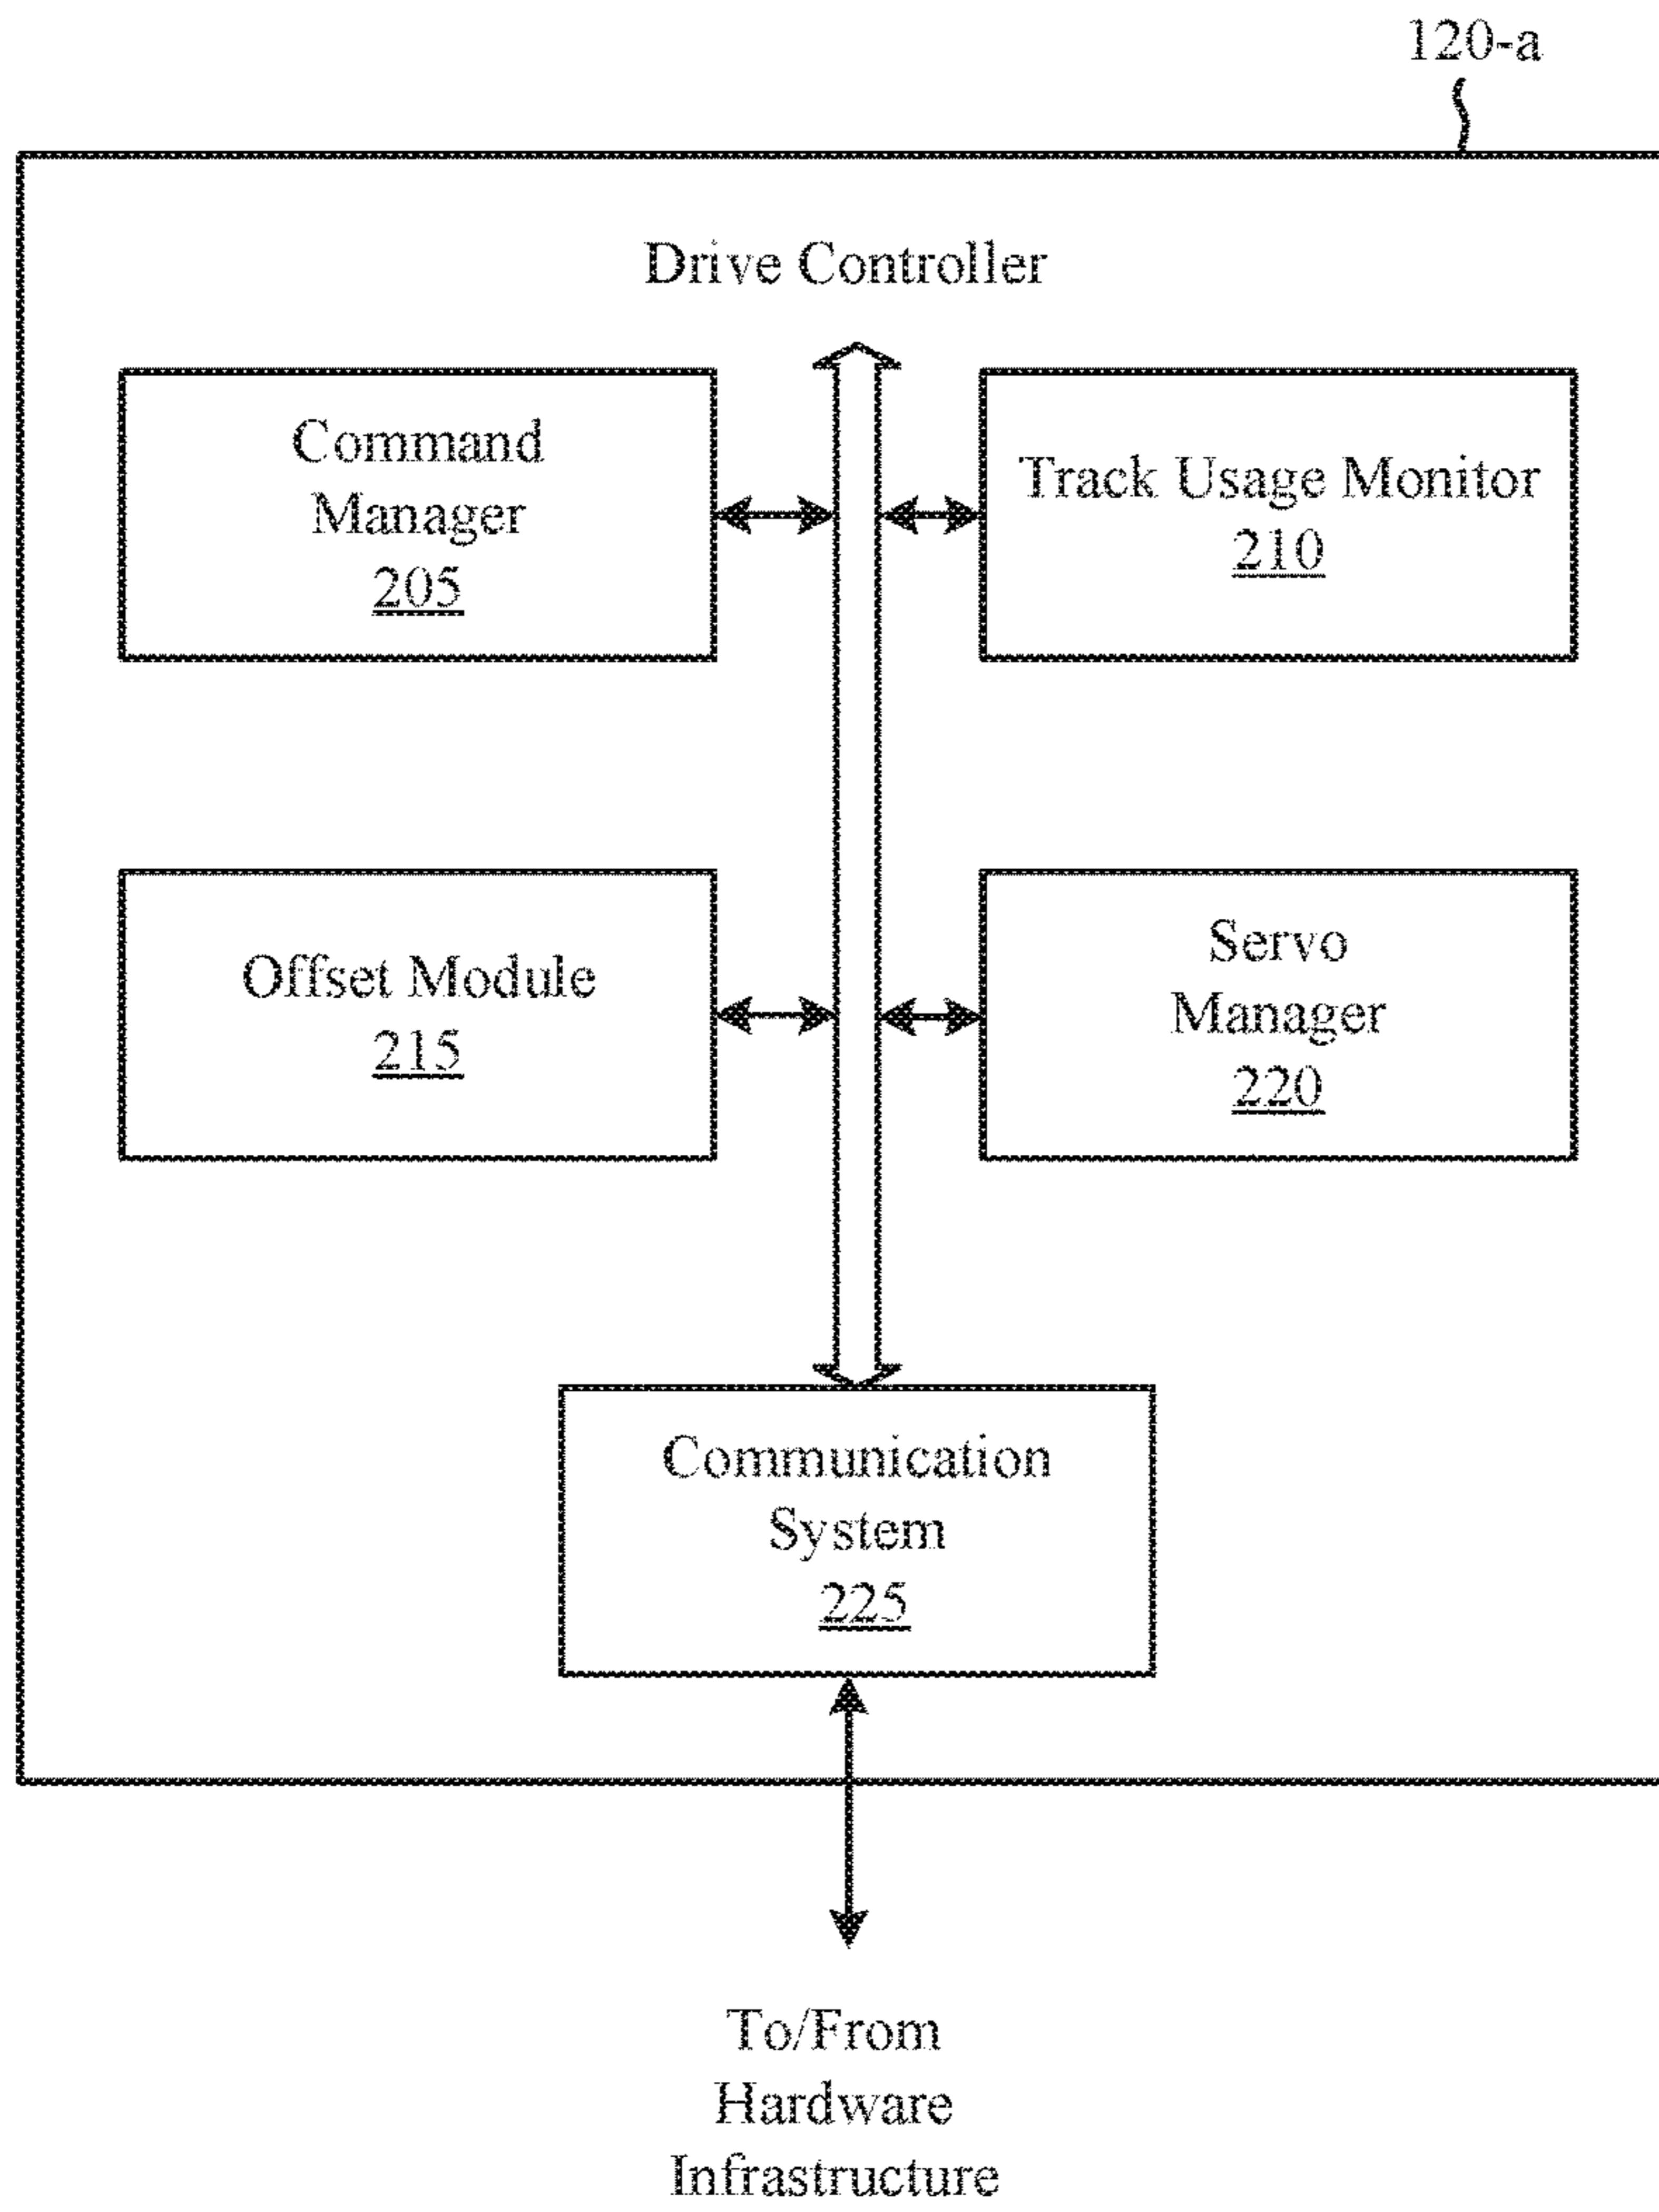 120-a
Drive Controller
Command
Manager
205
Track Usage Monitor
210
Offset Module
215
Servo
Manager
220
Communication
System
225
To/From
Hardware
Infrastructure